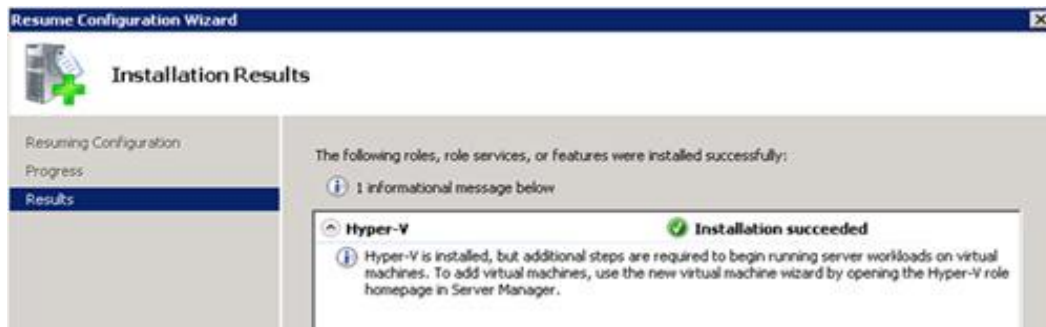 Resume Configuration Wizard
Installation Results
Resuming Configuration
Progress
Results
The following roles, role services, or features were installed successfully:
1 informational message below
Hyper-V Installation succeeded
Hyper-V is installed, but additional steps are required to begin running server workloads on virtual
machines. To add virtual machines, use the new virtual machine wizard by opening the Hyper-V role
homepage in Server Manager.